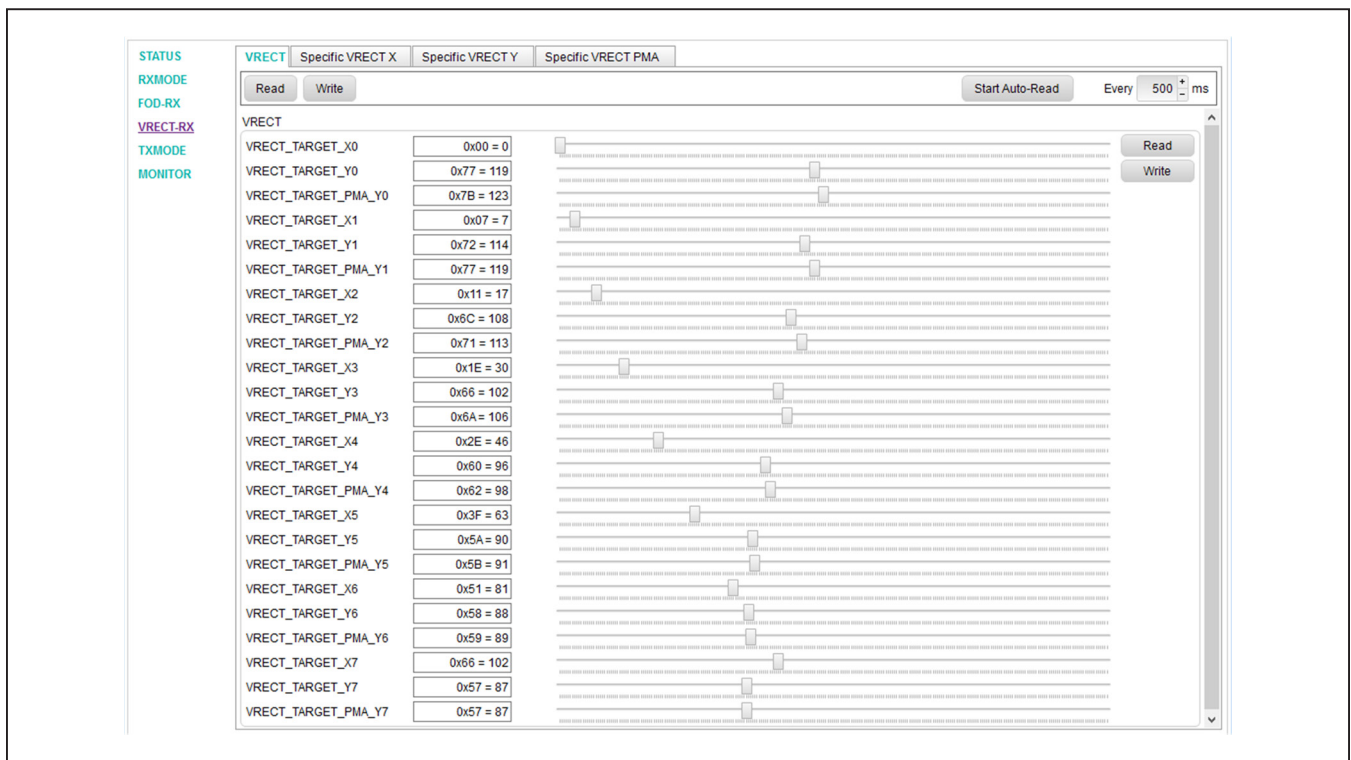 STATUS
RXMODE
FOD-RX
VRECT-RX
TXMODE
MONITOR
VRECT Specific VRECT X Specific VRECT Y Specific VRECT PMA
Read Write Start Auto-Read Every 500 + - ms
VRECT
VRECT_TARGET_X0 0x00 = 0 Read
VRECT_TARGET_Y0 0x77 = 119 Write
VRECT_TARGET_PMA_Y0 0x7B = 123
VRECT_TARGET_X1 0x07 = 7
VRECT_TARGET_Y1 0x72 = 114
VRECT_TARGET_PMA_Y1 0x77 = 119
VRECT_TARGET_X2 0x11 = 17
VRECT_TARGET_Y2 0x6C = 108
VRECT_TARGET_PMA_Y2 0x71 = 113
VRECT_TARGET_X3 0x1E = 30
VRECT_TARGET_Y3 0x66 = 102
VRECT_TARGET_PMA_Y3 0x6A = 106
VRECT_TARGET_X4 0x2E = 46
VRECT_TARGET_Y4 0x60 = 96
VRECT_TARGET_PMA_Y4 0x62 = 98
VRECT_TARGET_X5 0x3F = 63
VRECT_TARGET_Y5 0x5A = 90
VRECT_TARGET_PMA_Y5 0x5B = 91
VRECT_TARGET_X6 0x51 = 81
VRECT_TARGET_Y6 0x58 = 88
VRECT_TARGET_PMA_Y6 0x59 = 89
VRECT_TARGET_X7 0x66 = 102
VRECT_TARGET_Y7 0x57 = 87
VRECT_TARGET_PMA_Y7 0x57 = 87